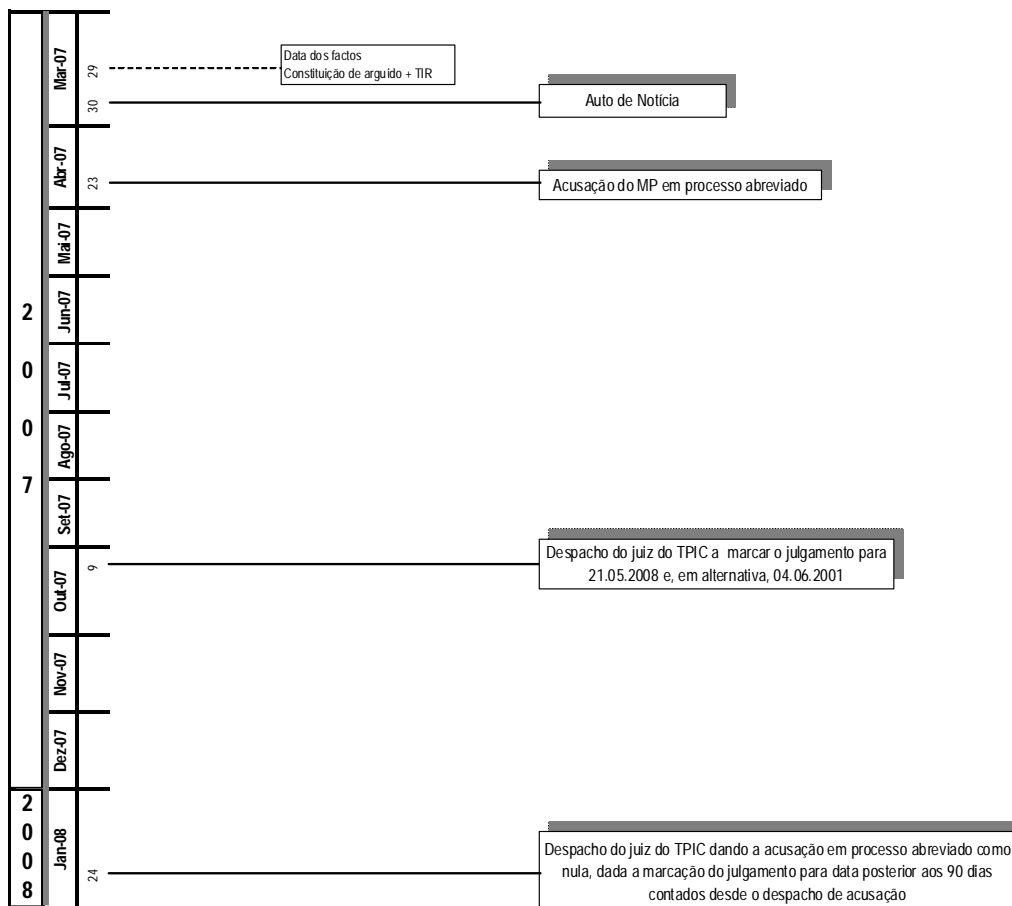 2
0
0
7
Mar-07
29
Data dos factos
Constituição de arguido + TIR
30
Auto de Notícia
Abr-07
23
Acusação do MP em processo abreviado
Mai-07
Jun-07
Jul-07
Ago-07
Set-07
Out-07
9
Despacho do juiz do TPIC a marcar o julgamento para
21.05.2008 e, em alternativa, 04.06.2001
Nov-07
Dez-07
2
0
0
8
Jan-08
24
Despacho do juiz do TPIC dando a acusação em processo abreviado como
nula, dada a marcação do julgamento para data posterior aos 90 dias
contados desde o despacho de acusação